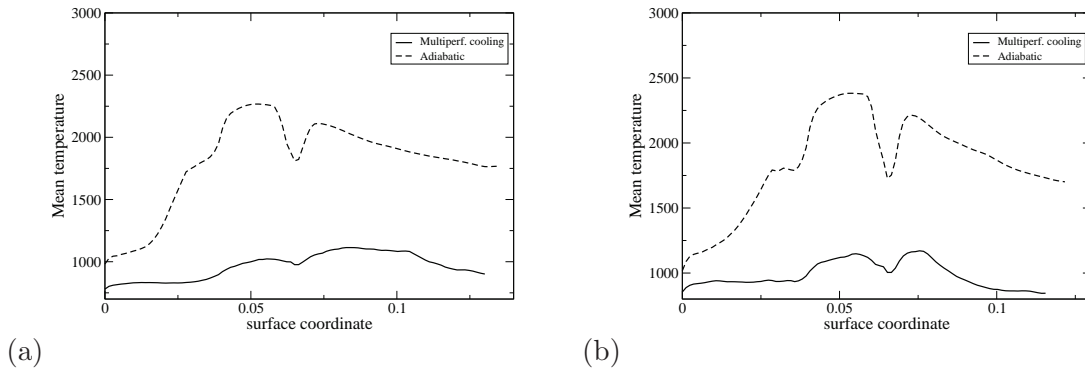 3000
2500
2000
1500
1000
Mean temperature
0
0.05
0.1
surface coordinate
Multiperf. cooling
Adiabatic
(a)
3000
2500
2000
1500
1000
Mean temperature
0
0.05
0.1
surface coordinate
Multiperf. cooling
Adiabatic
(b)